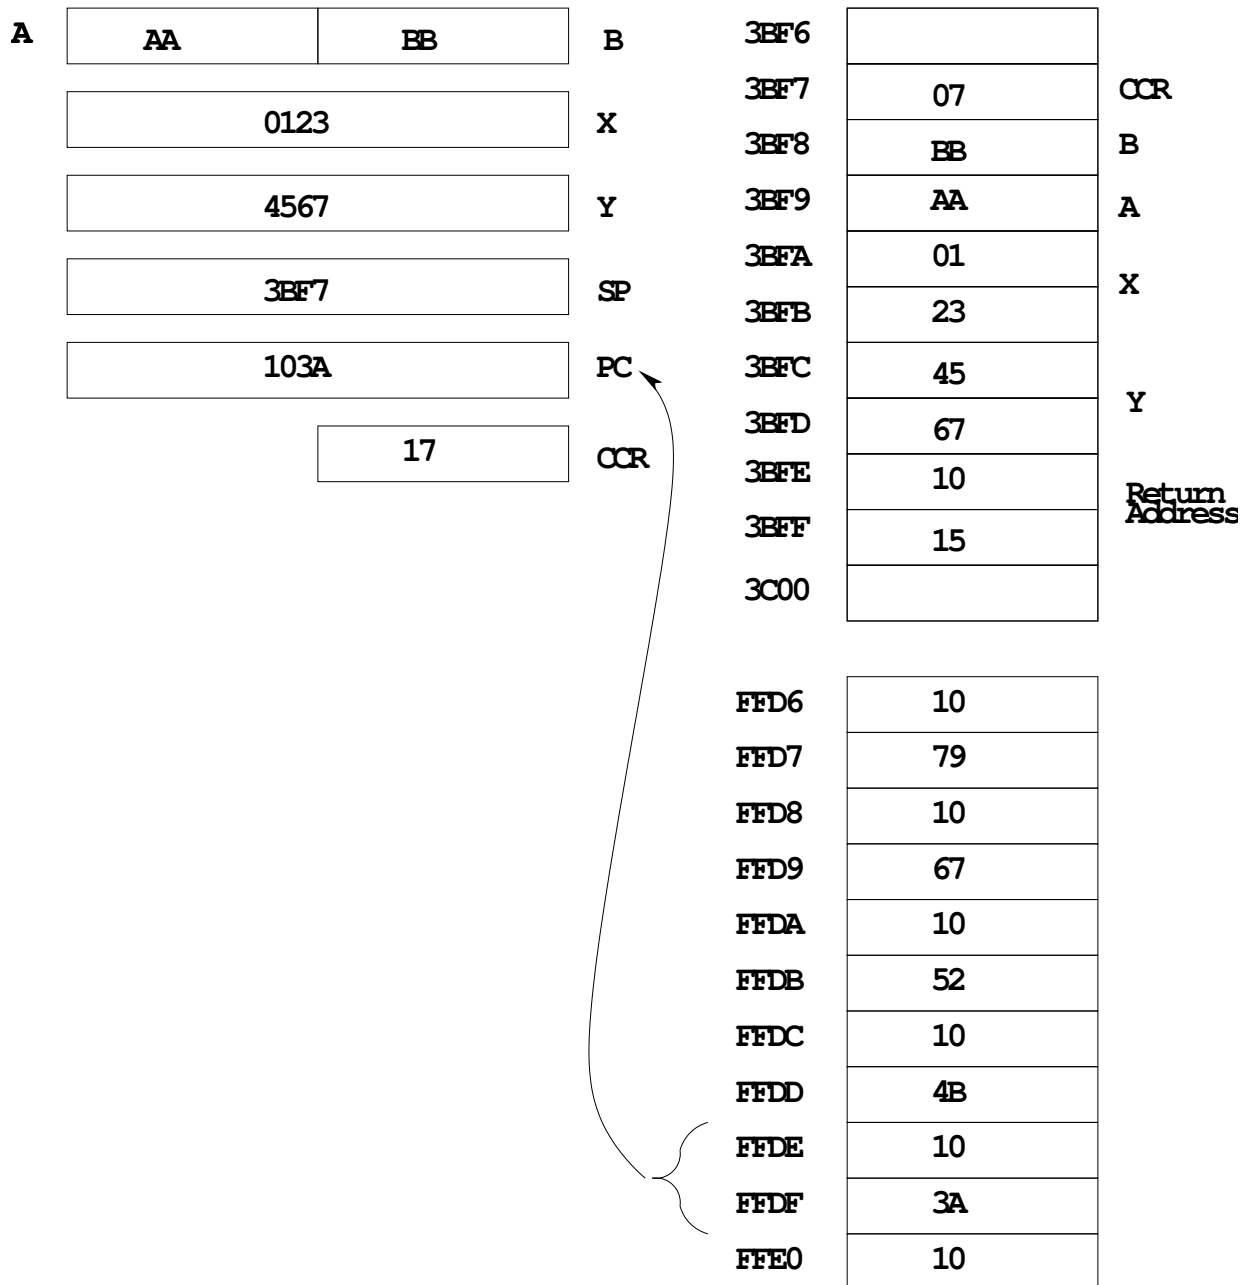 A AA BB B
0123 X
4567 Y
3BF7 SP
103A PC
17 CCR
3BF6
3BF7 07 CCR
3BF8 BB B
3BF9 AA A
3BFA 01
X
3BFB 23
3BFC 45
Y
3BFD 67
3BFE 10
Return
Address
3BFF 15
3C00
FFD6 10
FFD7 79
FFD8 10
FFD9 67
FFDA 10
FFDB 52
FFDC 10
FFDD 4B
FFDE 10
FFDF 3A
FFE0 10